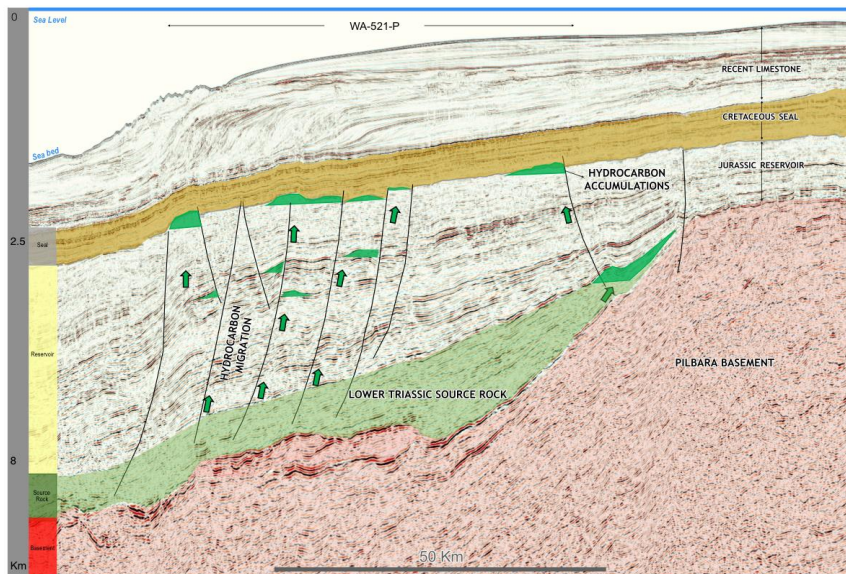 0
Sea Level
WA-521-P
RECENT LIMESTONE
CRETACEOUS SEAL
Sea bed
JURASSIC RESERVOIR
HYDROCARBON
ACCUMULATIONS
2.5
Seal
Reservoir
HYDROCARBON
MIGRATION
PILBARA BASEMENT
LOWER TRIASSIC SOURCE ROCK
8
Source
Rock
Basement
50 Km
Km